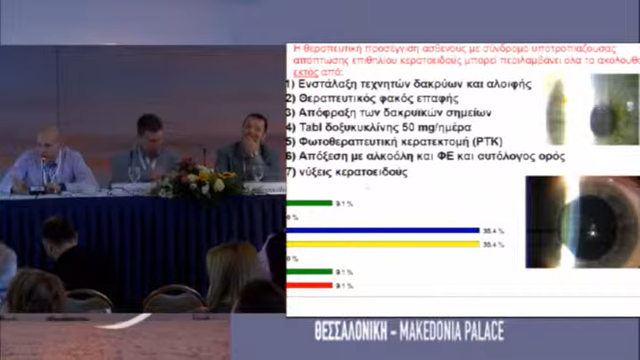 Η θεραπευτική προσέγγιση ασθενούς με σύνδρομο υποτροπιάζουσας
απόπτωσης επιθηλίου κερατοειδούς μπορεί περιλαμβάνει όλα τα ακόλουθα
εκτός από:
1) Ενστάλαξη τεχνητών δακρύων και αλοιφής
2) Θεραπευτικός φακός επαφής
3) Απόφραξη των δακρυϊκών σημείων
4) Tabl δοξυκυκλίνης 50 mg/ημέρα
5) Φωτοθεραπευτική κερατεκτομή (PTK)
6) Απόξεση με αλκοόλη και ΦΕ και αυτόλογος ορός
7) νύξεις κερατοειδούς
9.1 %
%
36.4 %
36.4 %
%
9.1 %
9.1 %
ΘΕΣΣΑΛΟΝΙΚΗ – MAKEDONIA PALACE